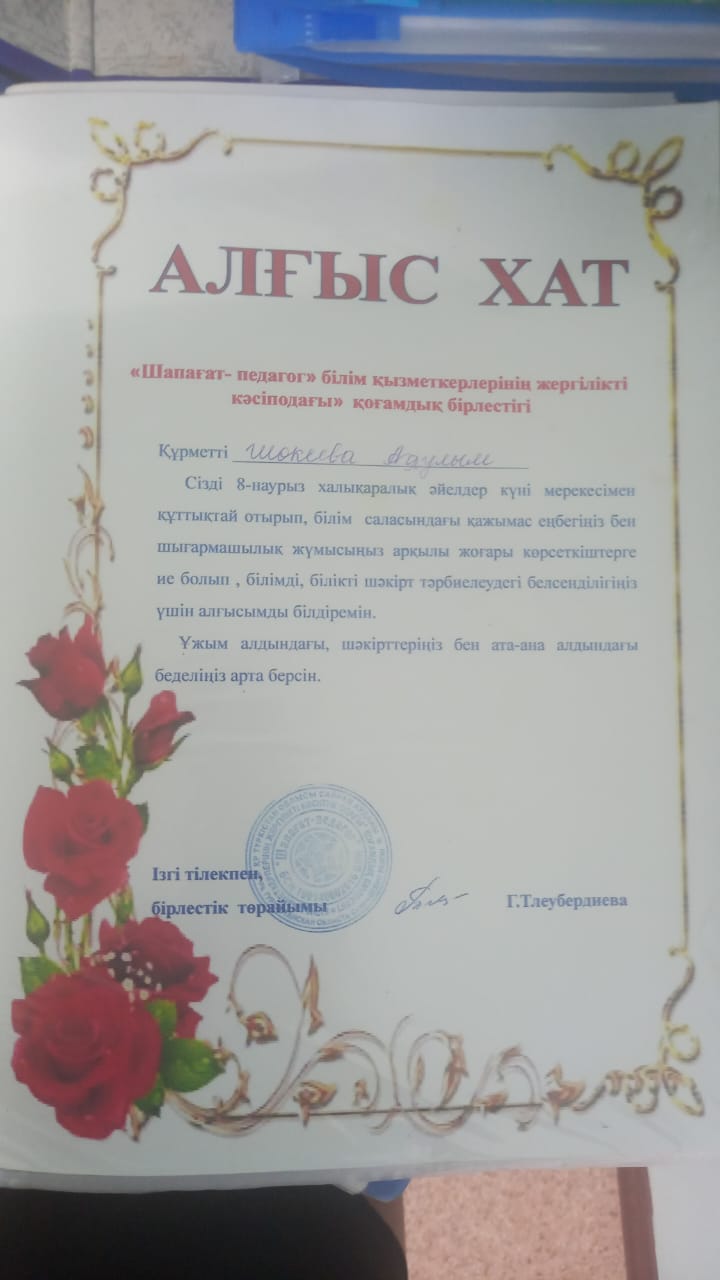 АЛҒЫС ХАТ
«Шапағат- педагог» білім қызметкерлерінің жергілікті
кәсіподағы» қоғамдық бірлестігі
Құрметті Шокеева
Сізді 8-наурыз халықаралық әйелдер күні мерекесімен
құттықтай отырып, білім саласындағы қажымас еңбегіңіз бен
шығармашылық жұмысыңыз арқылы жоғары көрсеткіштерге
ие болып , білімді, білікті шәкірт тәрбиелеудегі белсенділігіңіз
үшін алғысымды білдіремін.
Ұжым алдындағы, шәкірттеріңіз бен ата-ана алдындағы
беделіңіз арта берсін.
"Шапағат-педагог"
Ізгі тілекпен,
бірлестік төрайымы Г.Тлеубердиева